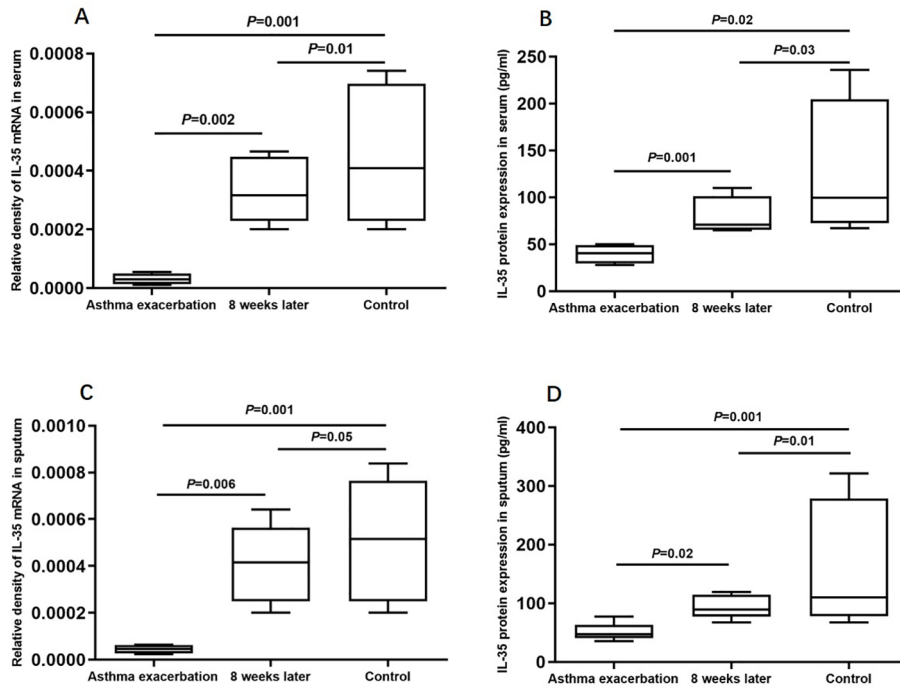 A
P=0.001
P=0.01
P=0.002
Relative density of IL-35 mRNA in serum
0.0008
0.0006
0.0004
0.0002
0.0000
Asthma exacerbation 8 weeks later Control
B
P=0.02
P=0.03
P=0.001
IL-35 protein expression in serum (pg/ml)
250
200
150
100
50
0
Asthma exacerbation 8 weeks later Control
C
P=0.001
P=0.05
P=0.006
Relative density of IL-35 mRNA in sputum
0.0010
0.0008
0.0006
0.0004
0.0002
0.0000
Asthma exacerbation 8 weeks later Control
D
P=0.001
P=0.01
P=0.02
IL-35 protein expression in sputum (pg/ml)
400
300
200
100
0
Asthma exacerbation 8 weeks later Control